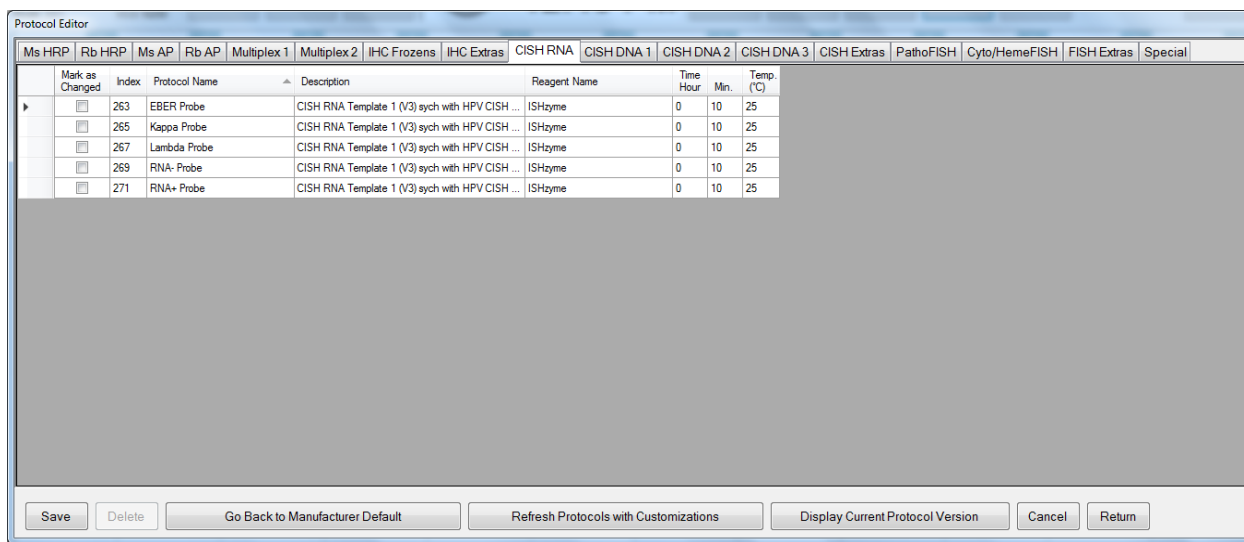 Protocol Editor
Ms HRP Rb HRP Ms AP Rb AP Multiplex 1 Multiplex 2 IHC Frozens IHC Extras CISH RNA CISH DNA 1 CISH DNA 2 CISH DNA 3 CISH Extras PathoFISH Cyto/HemeFISH FISH Extras Special
Mark as Changed Index Protocol Name Description Reagent Name Time Hour Min. Temp. (°C)
263 EBER Probe CISH RNA Template 1 (V3) sych with HPV CISH ... ISHzyme 0 10 25
265 Kappa Probe CISH RNA Template 1 (V3) sych with HPV CISH ... ISHzyme 0 10 25
267 Lambda Probe CISH RNA Template 1 (V3) sych with HPV CISH ... ISHzyme 0 10 25
269 RNA- Probe CISH RNA Template 1 (V3) sych with HPV CISH ... ISHzyme 0 10 25
271 RNA+ Probe CISH RNA Template 1 (V3) sych with HPV CISH ... ISHzyme 0 10 25
Save Delete Go Back to Manufacturer Default Refresh Protocols with Customizations Display Current Protocol Version Cancel Return